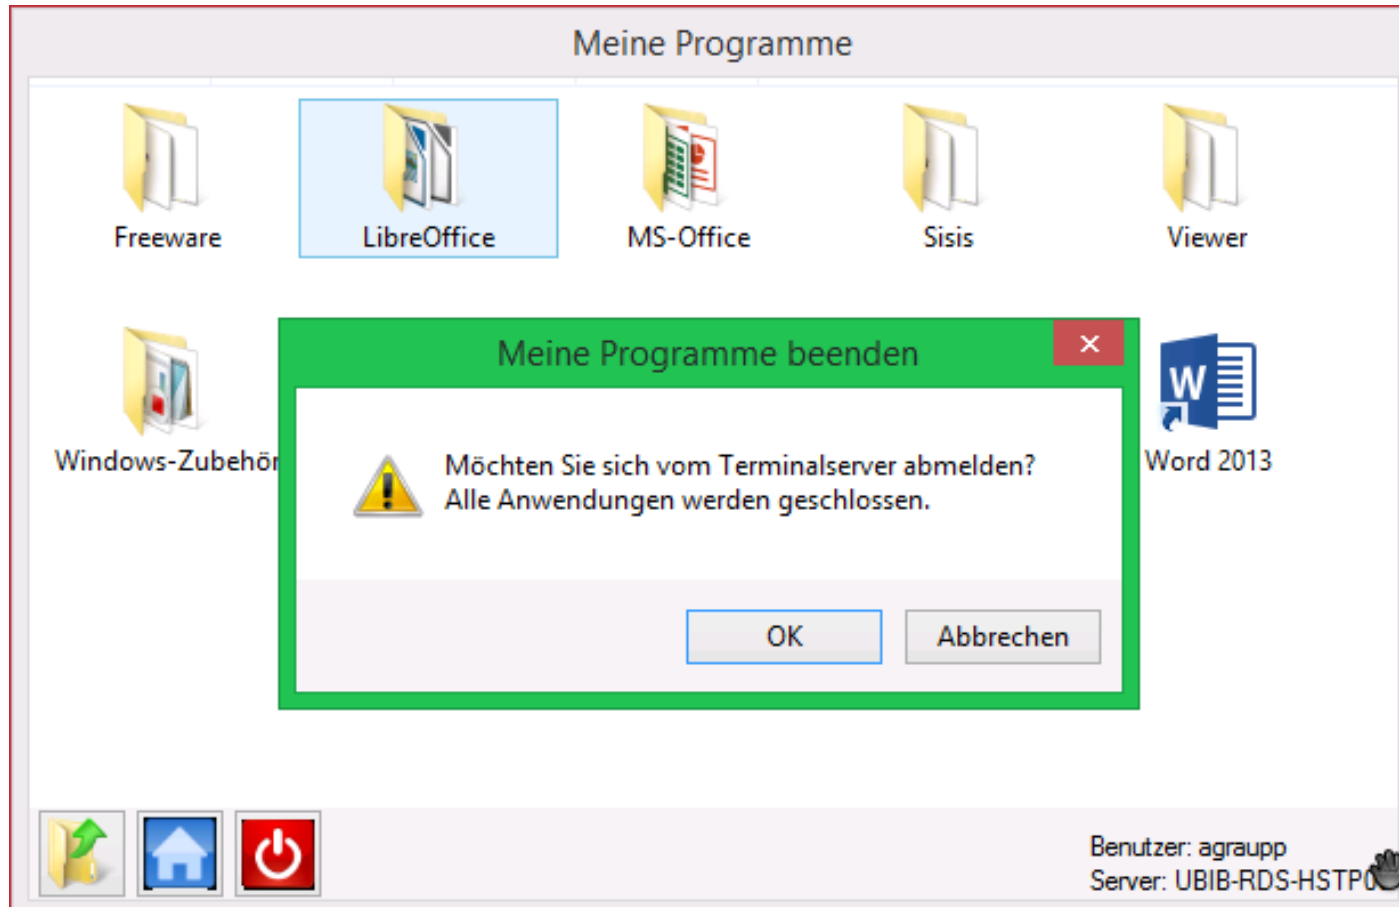 Meine Programme
Freeware
LibreOffice
MS-Office
Sisis
Viewer
Windows-Zubehör
W
Word 2013
Meine Programme beenden
Möchten Sie sich vom Terminalserver abmelden?
Alle Anwendungen werden geschlossen.
OK
Abbrechen
Benutzer: agraupp
Server: UBIB-RDS-HSTP0